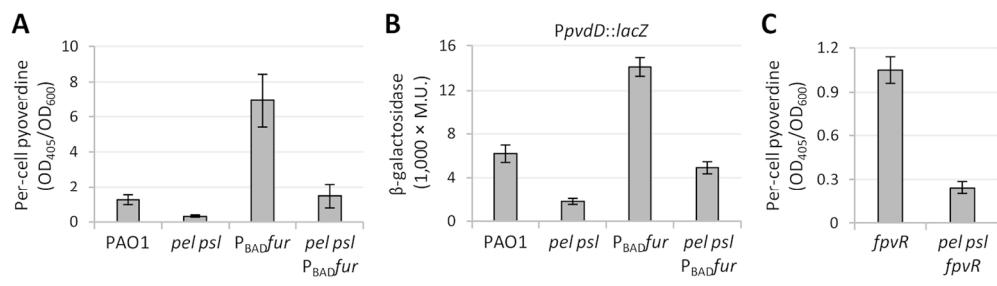 A
Per-cell pyoverdine
(OD405/OD600)
10
8
6
4
2
0
PAO1
pel psl
PBADfur
pel psl
PBADfur
B
PpvdD::lacZ
β-galactosidase
(1,000 × M.U.)
16
12
8
4
0
PAO1
pel psl
PBADfur
pel psl
PBADfur
C
Per-cell pyoverdine
(OD405/OD600)
1.2
0.9
0.6
0.3
0
fpvR
pel psl
fpvR